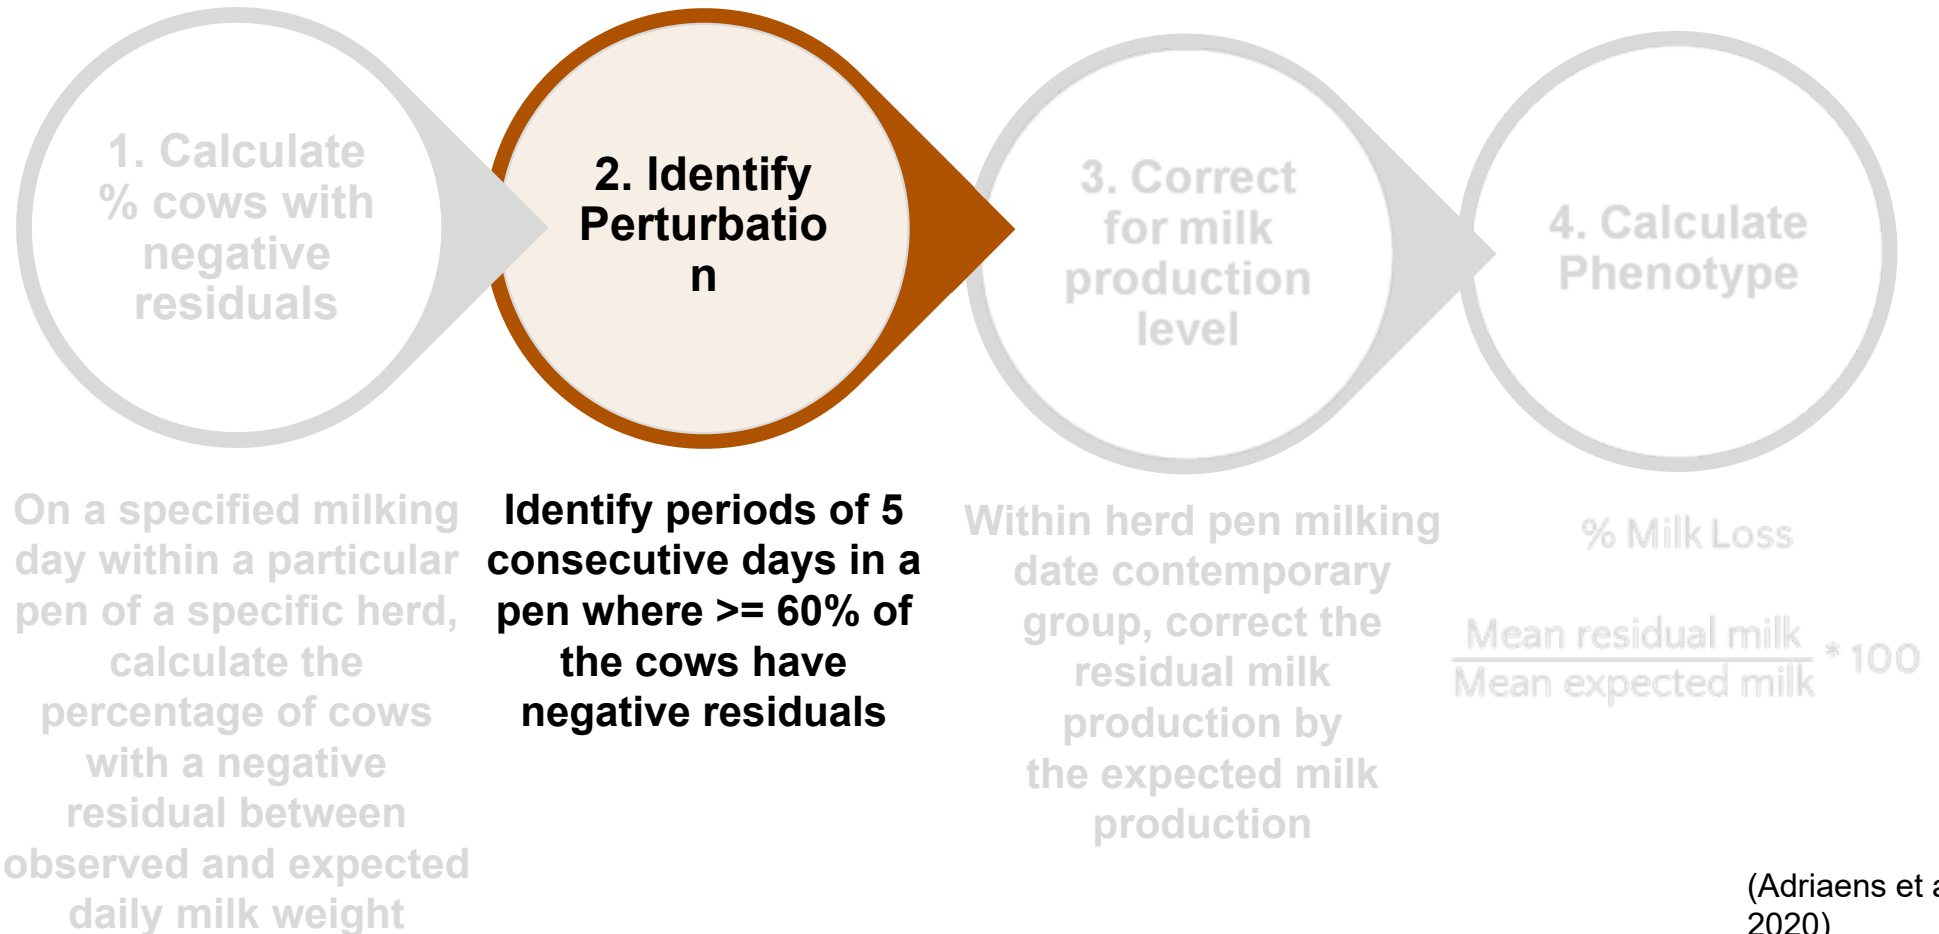 1. Calculate
% cows with
negative
residuals
2. Identify
Perturbatio
n
3. Correct
for milk
production
level
4. Calculate
Phenotype
On a specified milking
day within a particular
pen of a specific herd,
calculate the
percentage of cows
with a negative
residual between
observed and expected
daily milk weight
Identify periods of 5
consecutive days in a
pen where >= 60% of
the cows have
negative residuals
Within herd pen milking
date contemporary
group, correct the
residual milk
production by
the expected milk
production
% Milk Loss
Mean residual milk
Mean expected milk
* 100
(Adriaens et a
2020)